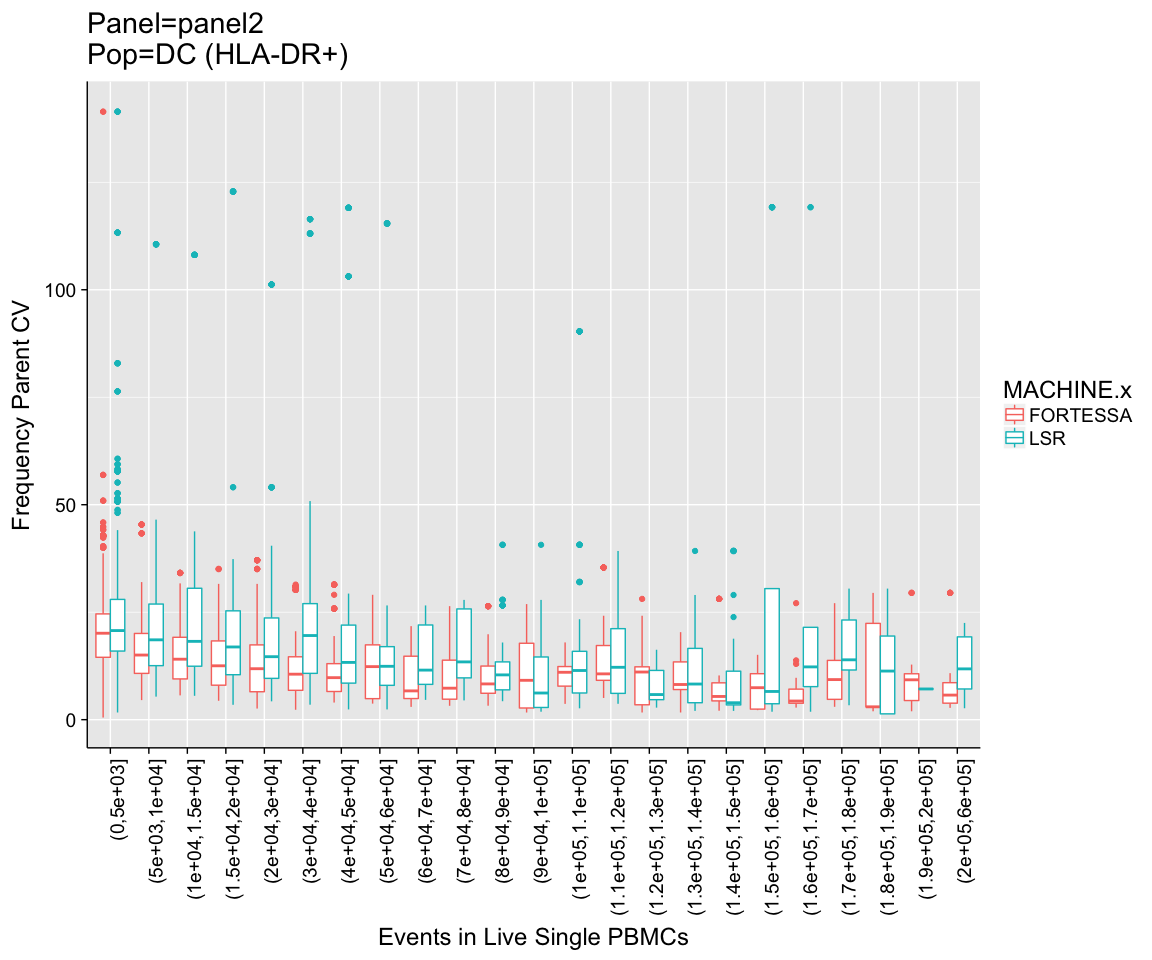 Panel=panel2
Pop=DC (HLA-DR+)
Frequency Parent CV
100
50
0
(0,5e+03]
(5e+03,1e+04]
(1e+04,1.5e+04]
(1.5e+04,2e+04]
(2e+04,3e+04]
(3e+04,4e+04]
(4e+04,5e+04]
(5e+04,6e+04]
(6e+04,7e+04]
(7e+04,8e+04]
(8e+04,9e+04]
(9e+04,1e+05]
(1e+05,1.1e+05]
(1.1e+05,1.2e+05]
(1.2e+05,1.3e+05]
(1.3e+05,1.4e+05]
(1.4e+05,1.5e+05]
(1.5e+05,1.6e+05]
(1.6e+05,1.7e+05]
(1.7e+05,1.8e+05]
(1.8e+05,1.9e+05]
(1.9e+05,2e+05]
(2e+05,6e+05]
Events in Live Single PBMCs
MACHINE.x
FORTESSA
LSR